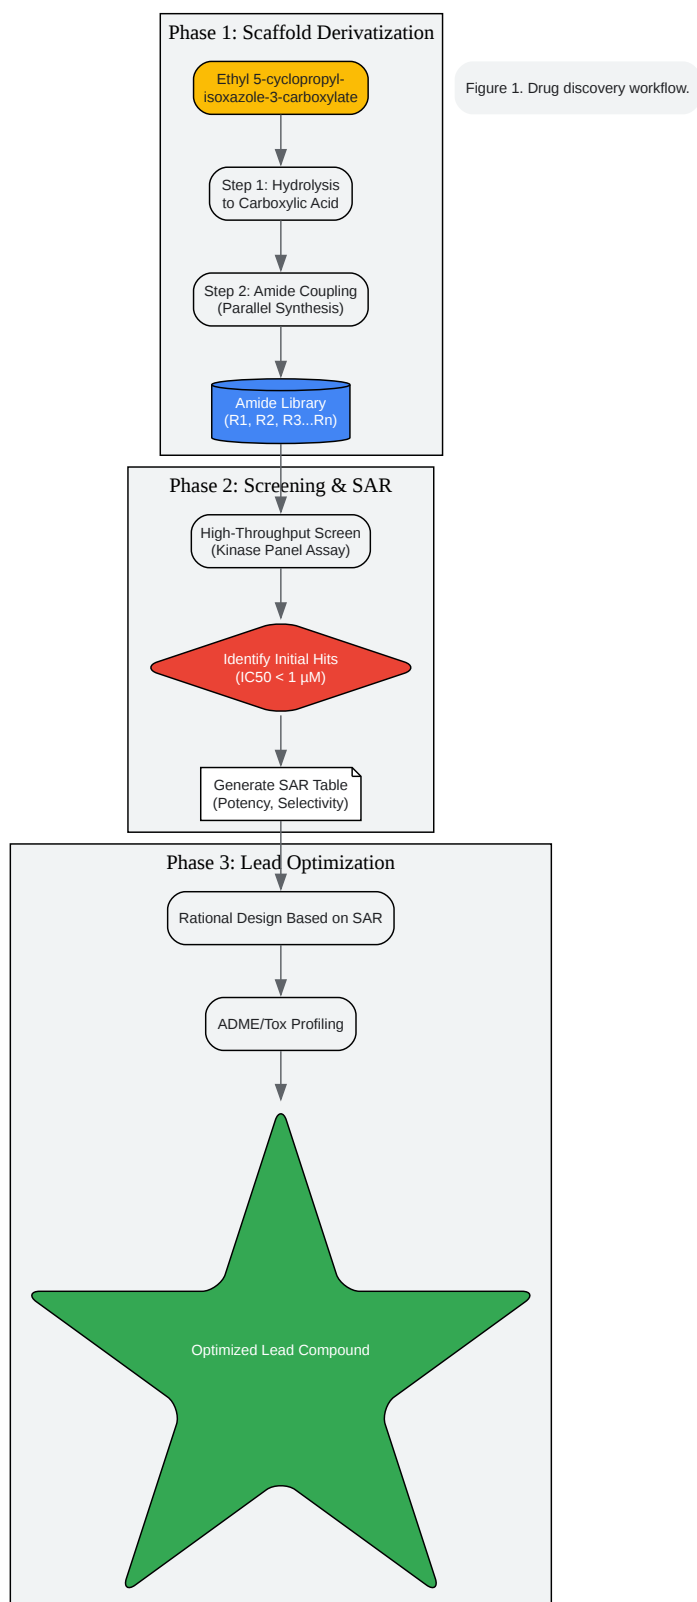 Phase 1: Scaffold Derivatization
Ethyl 5-cyclopropyl-
isoxazole-3-carboxylate
Figure 1. Drug discovery workflow.
Step 1: Hydrolysis
to Carboxylic Acid
Step 2: Amide Coupling
(Parallel Synthesis)
Amide Library
(R1, R2, R3...Rn)
Phase 2: Screening & SAR
High-Throughput Screen
(Kinase Panel Assay)
Identify Initial Hits
(IC50 < 1 µM)
Generate SAR Table
(Potency, Selectivity)
Phase 3: Lead Optimization
Rational Design Based on SAR
ADME/Tox Profiling
Optimized Lead Compound